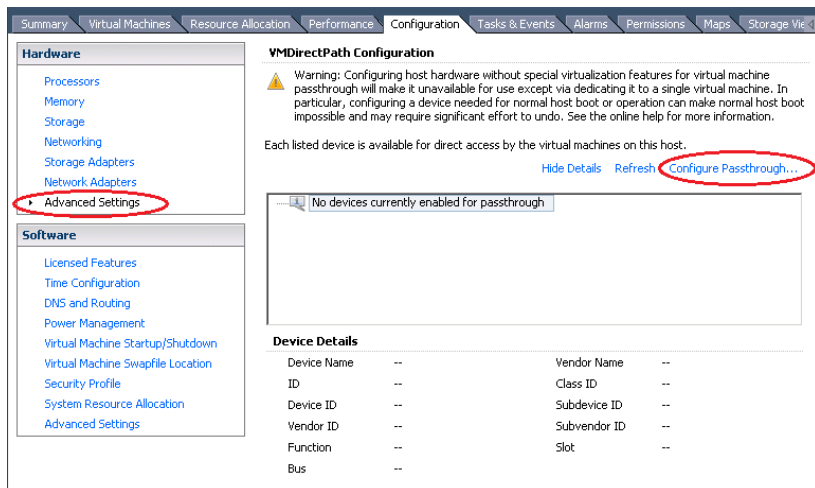 Summary Virtual Machines Resource Allocation Performance Configuration Tasks & Events Alarms Permissions Maps Storage Vie
Hardware
Processors
Memory
Storage
Networking
Storage Adapters
Network Adapters
Advanced Settings
Software
Licensed Features
Time Configuration
DNS and Routing
Power Management
Virtual Machine Startup/Shutdown
Virtual Machine Swapfile Location
Security Profile
System Resource Allocation
Advanced Settings
VMDirectPath Configuration
Warning: Configuring host hardware without special virtualization features for virtual machine
passthrough will make it unavailable for use except via dedicating it to a single virtual machine. In
particular, configuring a device needed for normal host boot or operation can make normal host boot
impossible and may require significant effort to undo. See the online help for more information.
Each listed device is available for direct access by the virtual machines on this host.
Hide Details Refresh Configure Passthrough...
No devices currently enabled for passthrough
Device Details
Device Name -- Vendor Name --
ID -- Class ID --
Device ID -- Subdevice ID --
Vendor ID -- Subvendor ID --
Function -- Slot --
Bus --